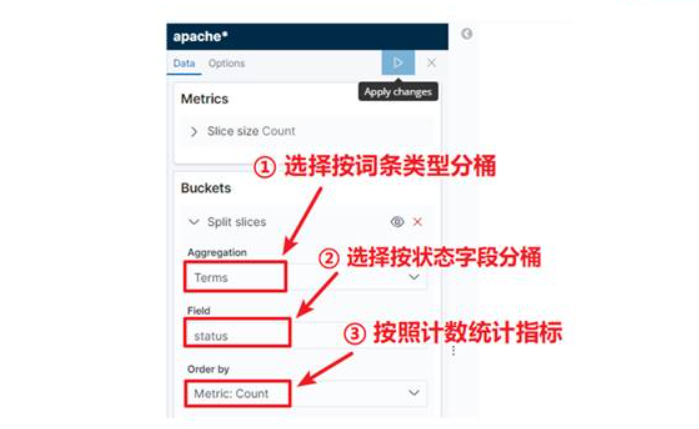 apache*
Data Options
Apply changes
Metrics
Slice size Count
① 选择按词条类型分桶
Buckets
Split slices
Aggregation
② 选择按状态字段分桶
Terms
Field
③ 按照计数统计指标
status
Order by
Metric: Count